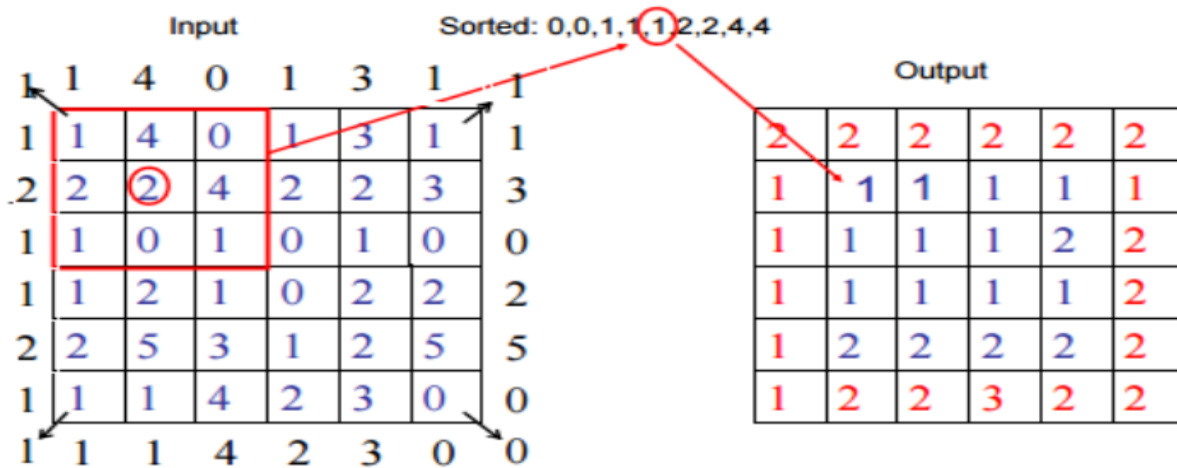 Input Sorted: 0,0,1,1,1,2,2,4,4
Output
1 1 4 0 1 3 1 1
1 1 4 0 1 3 1 1
.2 2 2 4 2 2 3 3
1 1 0 1 0 1 0 0
1 1 2 1 0 2 2 2
2 2 5 3 1 2 5 5
1 1 1 4 2 3 0 0
1 1 1 4 2 3 0 0
2 2 2 2 2 2
1 1 1 1 1 1
1 1 1 1 2 2
1 1 1 1 1 2
1 2 2 2 2 2
1 2 2 3 2 2